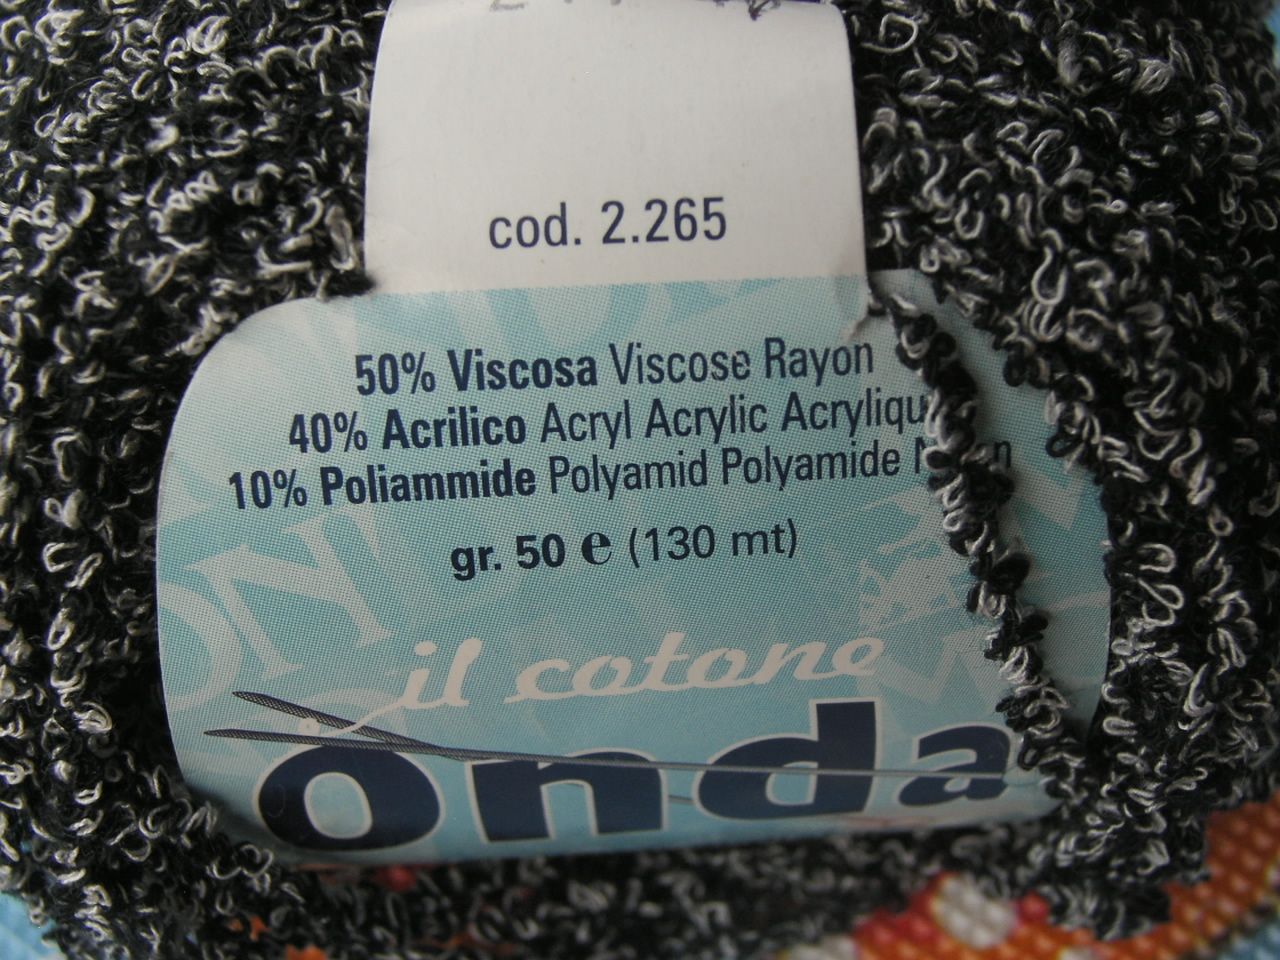 cod. 2.265
50% Viscosa Viscose Rayon
40% Acrilico Acryl Acrylic
10% Poliammide Polyamid Polyamide
gr. 50 e (130 mt)
il cotone
onda